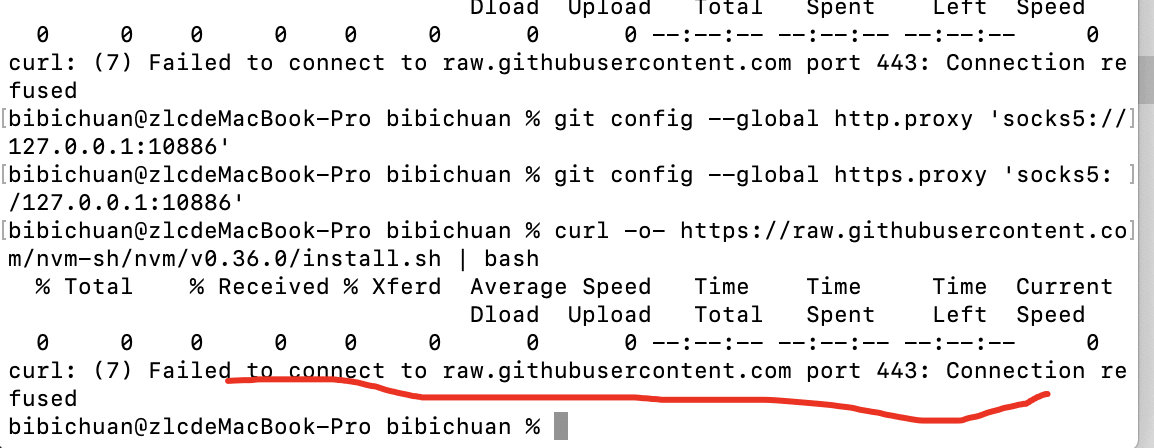 Dload  Upload   Total   Spent    Left  Speed
0     0    0     0    0     0      0      0 --:--:-- --:--:-- --:--:--     0
curl: (7) Failed to connect to raw.githubusercontent.com port 443: Connection re
fused
[bibichuan@zlcdeMacBook-Pro bibichuan % git config --global http.proxy 'socks5://]
127.0.0.1:10886'
[bibichuan@zlcdeMacBook-Pro bibichuan % git config --global https.proxy 'socks5: ]
/127.0.0.1:10886'
[bibichuan@zlcdeMacBook-Pro bibichuan % curl -o- https://raw.githubusercontent.co]
m/nvm-sh/nvm/v0.36.0/install.sh | bash
% Total    % Received % Xferd  Average Speed   Time    Time     Time  Current
Dload  Upload   Total   Spent    Left  Speed
0     0    0     0    0     0      0      0 --:--:-- --:--:-- --:--:--     0
curl: (7) Failed to connect to raw.githubusercontent.com port 443: Connection re
fused
bibichuan@zlcdeMacBook-Pro bibichuan %